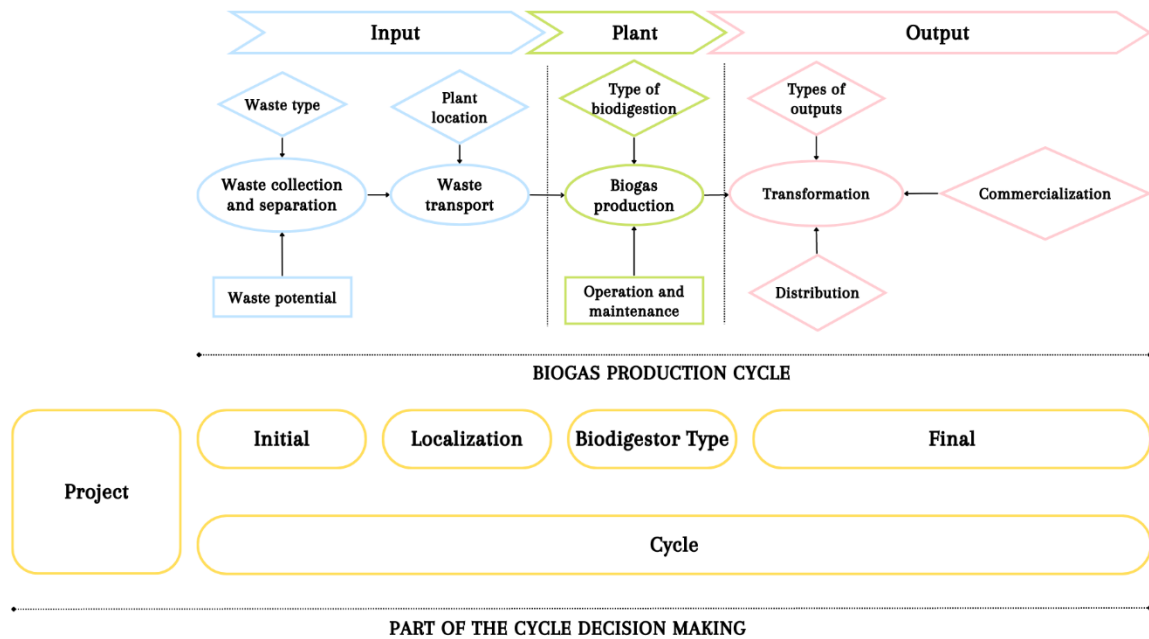 Input
Plant
Output
Waste type
Plant
location
Type of
biodigestion
Types of
outputs
Waste collection
and separation
Waste
transport
Biogas
production
Transformation
Commercialization
Waste potential
Operation and
maintenance
Distribution
BIOGAS PRODUCTION CYCLE
Project
Initial
Localization
Biodigestor Type
Final
Cycle
PART OF THE CYCLE DECISION MAKING